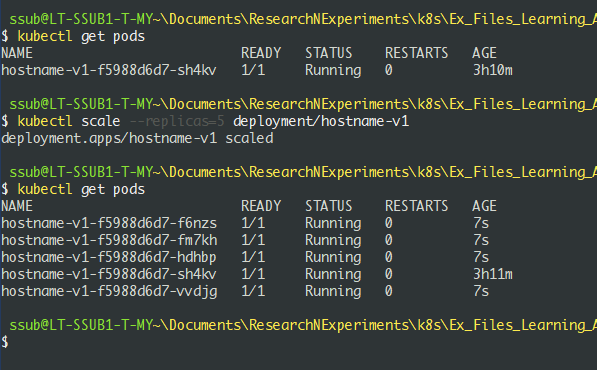 ssub@LT-SSUB1-T-MY~\Documents\ResearchNExperiments\k8s\Ex_Files_Learning_A
$ kubectl get pods
NAME READY STATUS RESTARTS AGE
hostname-v1-f5988d6d7-sh4kv 1/1 Running 0 3h10m
ssub@LT-SSUB1-T-MY~\Documents\ResearchNExperiments\k8s\Ex_Files_Learning_A
$ kubectl scale --replicas=5 deployment/hostname-v1
deployment.apps/hostname-v1 scaled
ssub@LT-SSUB1-T-MY~\Documents\ResearchNExperiments\k8s\Ex_Files_Learning_A
$ kubectl get pods
NAME READY STATUS RESTARTS AGE
hostname-v1-f5988d6d7-f6nzs 1/1 Running 0 7s
hostname-v1-f5988d6d7-fm7kh 1/1 Running 0 7s
hostname-v1-f5988d6d7-hdhbp 1/1 Running 0 7s
hostname-v1-f5988d6d7-sh4kv 1/1 Running 0 3h11m
hostname-v1-f5988d6d7-vvdjg 1/1 Running 0 7s
ssub@LT-SSUB1-T-MY~\Documents\ResearchNExperiments\k8s\Ex_Files_Learning_A
$